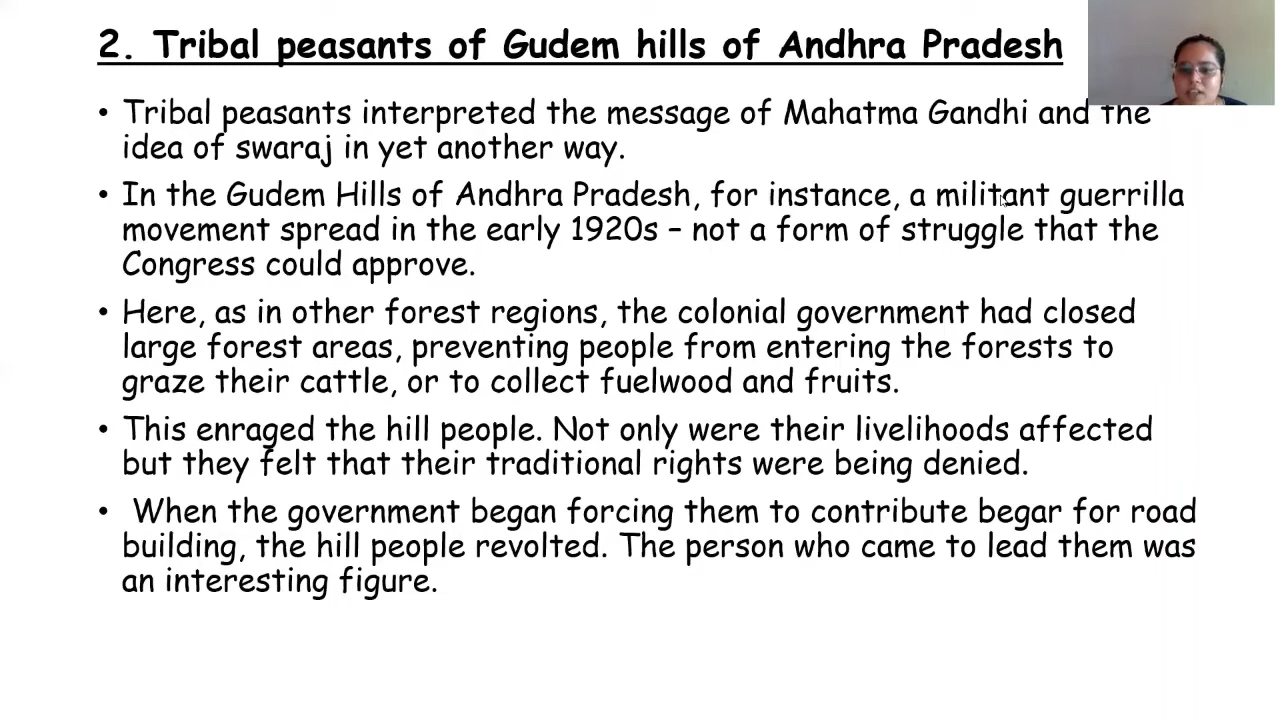 2. Tribal peasants of Gudem hills of Andhra Pradesh
• Tribal peasants interpreted the message of Mahatma Gandhi and the
idea of swaraj in yet another way.
• In the Gudem Hills of Andhra Pradesh, for instance, a militant guerrilla
movement spread in the early 1920s – not a form of struggle that the
Congress could approve.
• Here, as in other forest regions, the colonial government had closed
large forest areas, preventing people from entering the forests to
graze their cattle, or to collect fuelwood and fruits.
• This enraged the hill people. Not only were their livelihoods affected
but they felt that their traditional rights were being denied.
• When the government began forcing them to contribute begar for road
building, the hill people revolted. The person who came to lead them was
an interesting figure.